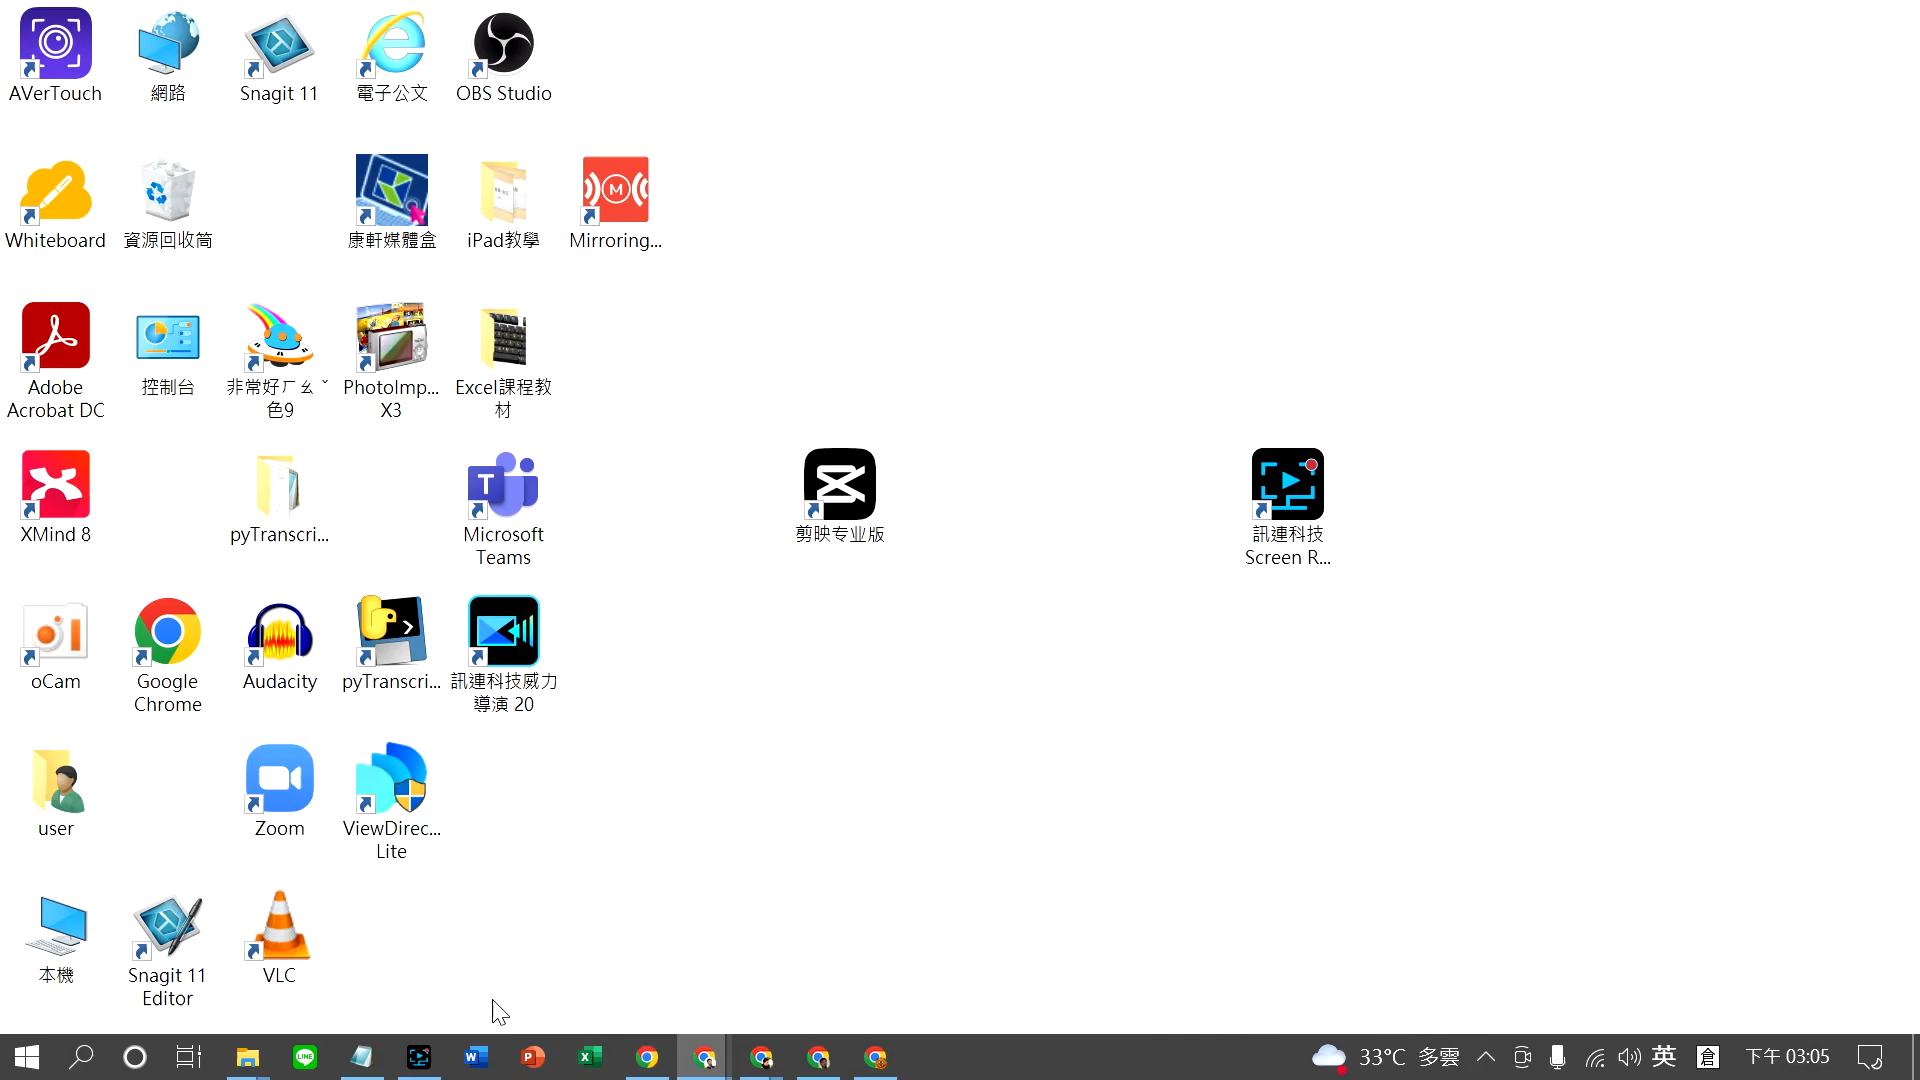 AVerTouch
網路
Snagit 11
電子公文
OBS Studio
Whiteboard
資源回收筒
康軒媒體盒
iPad教學
M
Mirroring...
Adobe
Acrobat DC
控制台
非常好ㄏㄠˇ
色9
PhotoImp...
X3
Excel課程教
材
XMind 8
pyTranscri...
T
Microsoft
Teams
剪映专业版
訊連科技
Screen R...
oCam
Google
Chrome
Audacity
pyTranscri...
訊連科技威力
導演 20
user
Zoom
ViewDirec...
Lite
本機
Snagit 11
Editor
VLC
LINE
W
P
X
33°C 多雲
英
倉
下午 03:05